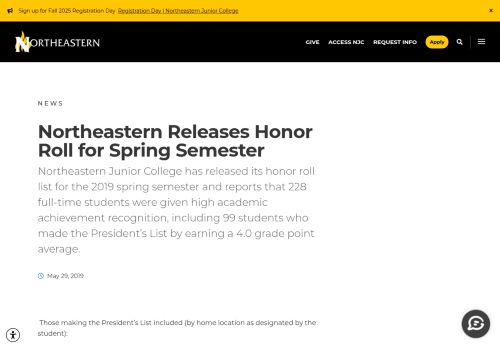 Sign up for Fall 2025 Registration Day Registration Day | Northeastern Junior College ×
NORTHEASTERN
GIVE ACCESS NJC REQUEST INFO Apply
NEWS
Northeastern Releases Honor
Roll for Spring Semester
Northeastern Junior College has released its honor roll
list for the 2019 spring semester and reports that 228
full-time students were given high academic
achievement recognition, including 99 students who
made the President's List by earning a 4.0 grade point
average.
May 29, 2019
Those making the President's List included (by home location as designated by the
student):